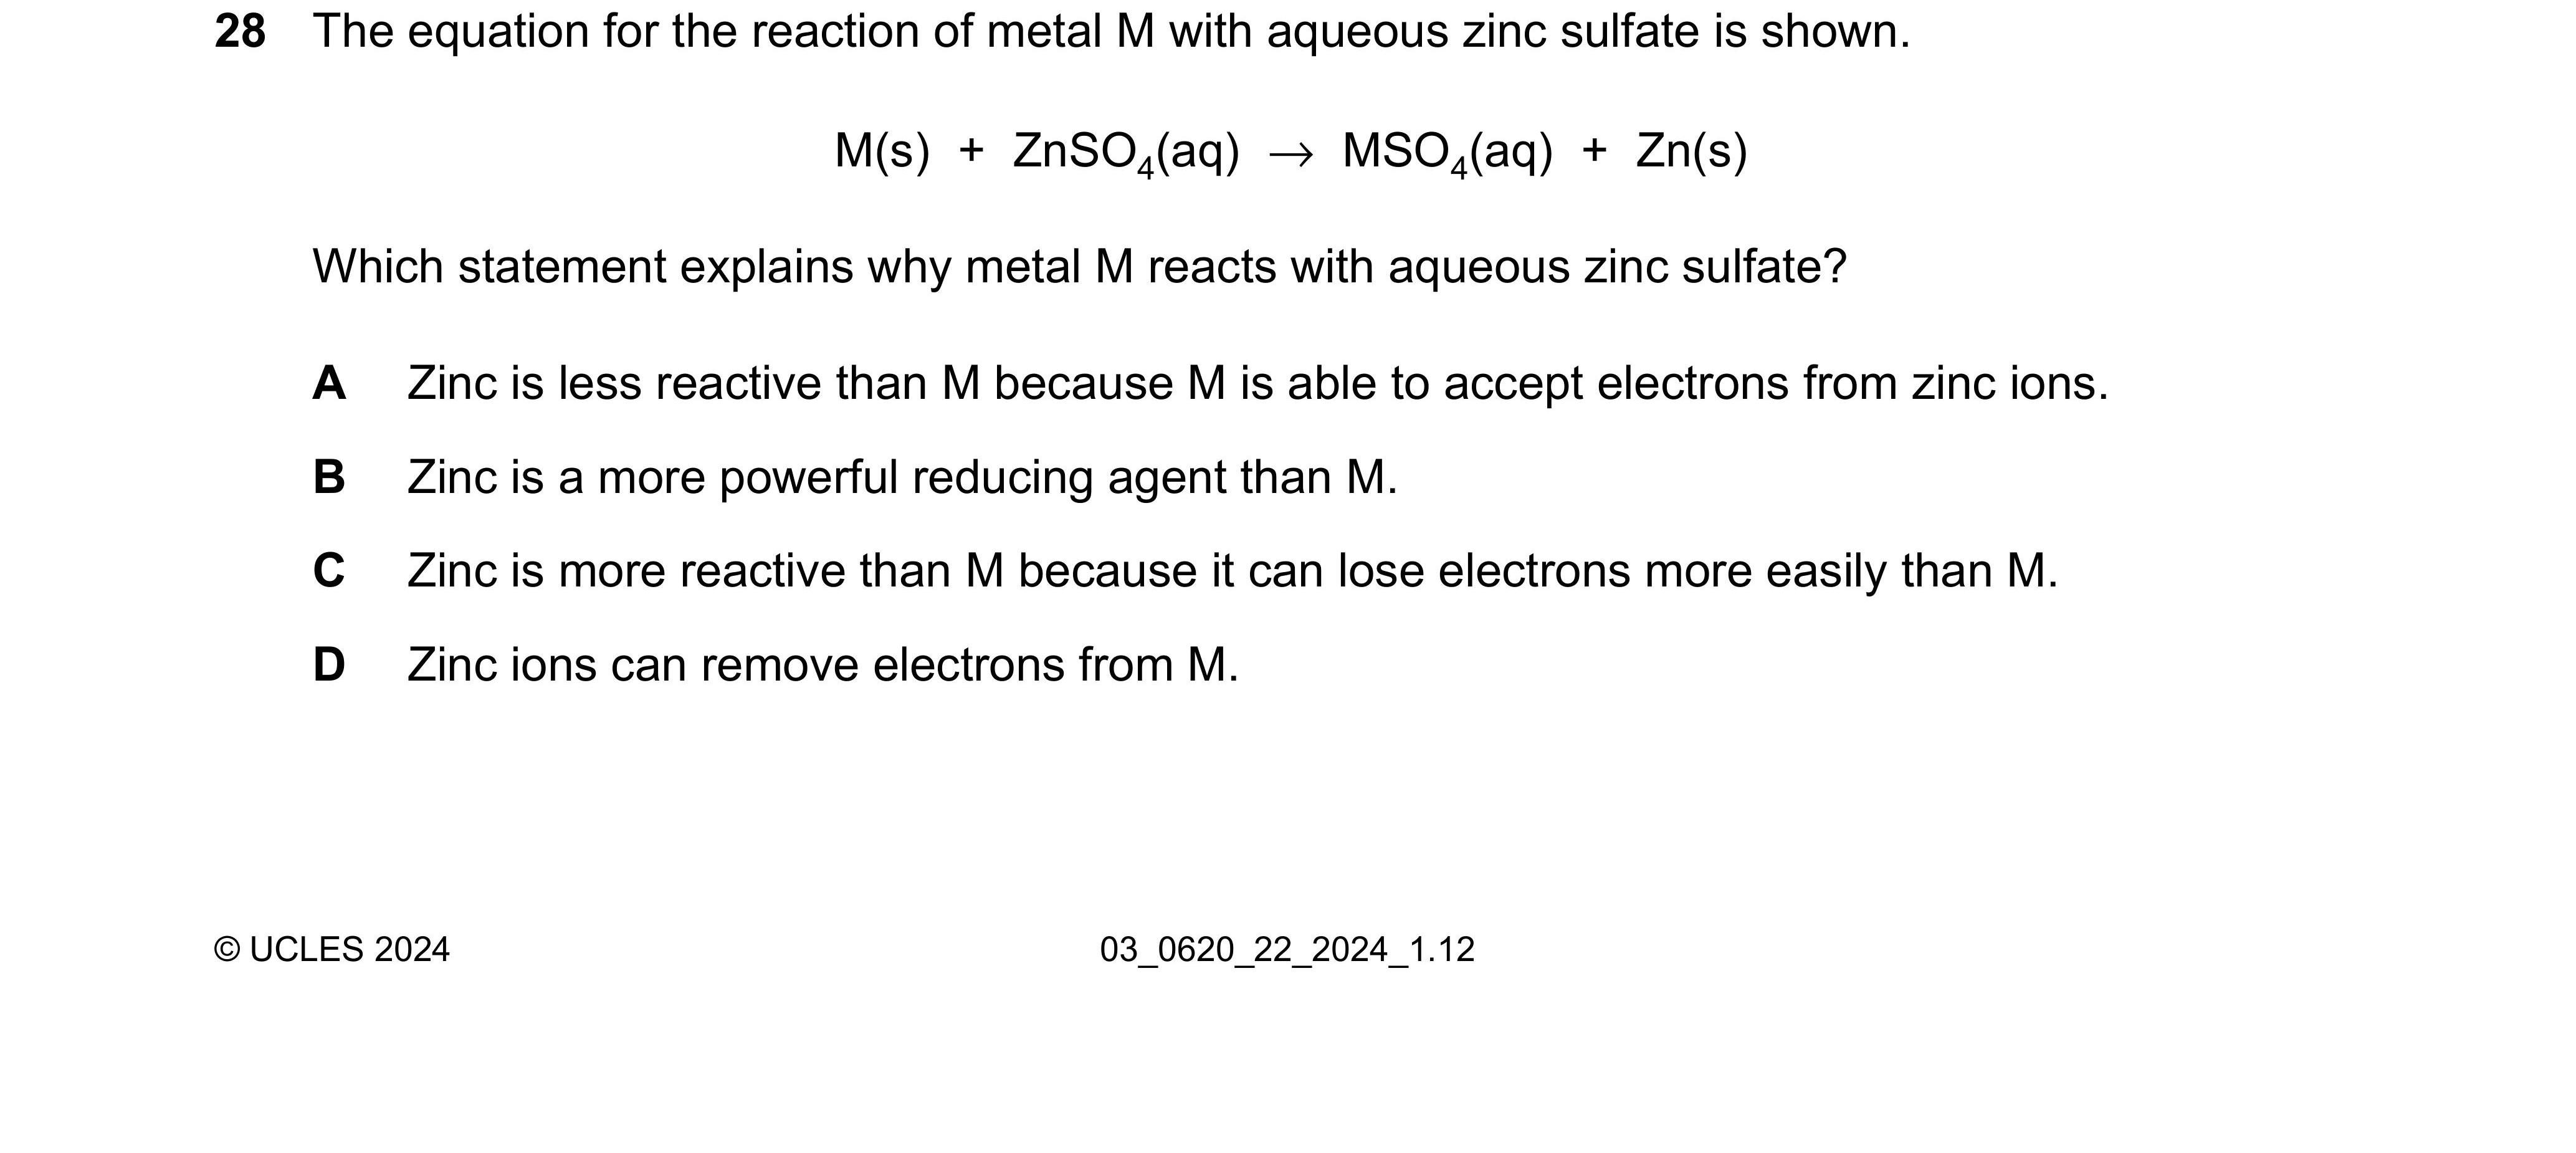 28 The equation for the reaction of metal M with aqueous zinc sulfate is shown.
M(s) + ZnSO₄(aq) → MSO₄(aq) + Zn(s)
Which statement explains why metal M reacts with aqueous zinc sulfate?
A Zinc is less reactive than M because M is able to accept electrons from zinc ions.
B Zinc is a more powerful reducing agent than M.
C Zinc is more reactive than M because it can lose electrons more easily than M.
D Zinc ions can remove electrons from M.
© UCLES 2024 03_0620_22_2024_1.12